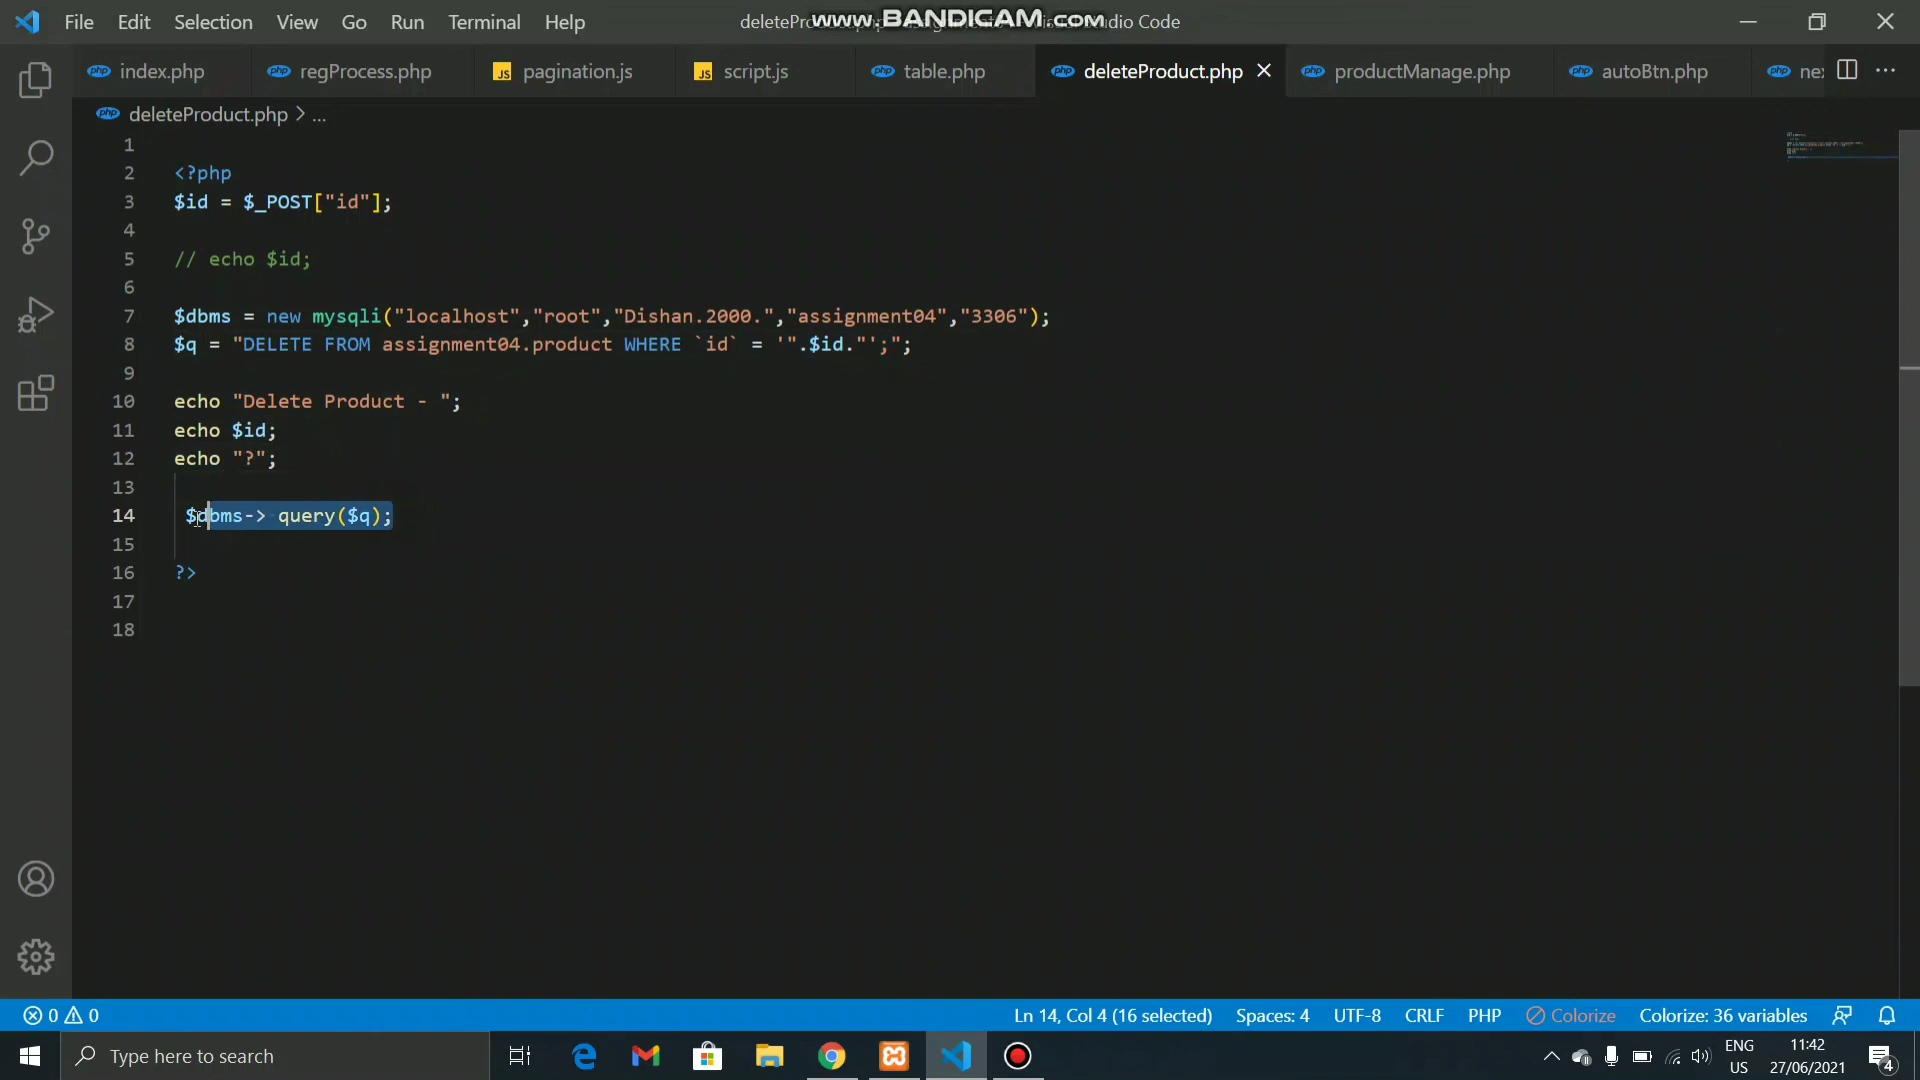 File Edit Selection View Go Run Terminal Help
www.BANDICAM.com
index.php regProcess.php JS pagination.js JS script.js table.php deleteProduct.php productManage.php autoBtn.php
deleteProduct.php > ...
1
2 <?php
3 $id = $_POST["id"];
4
5 // echo $id;
6
7 $dbms = new mysqli("localhost","root","Dishan.2000.","assignment04","3306");
8 $q = "DELETE FROM assignment04.product WHERE `id` = '".$id."';";
9
10 echo "Delete Product - ";
11 echo $id;
12 echo "?";
13
14 $dbms-> query($q);
15
16 ?>
17
18
0 0 Ln 14, Col 4 (16 selected) Spaces: 4 UTF-8 CRLF PHP Colorize Colorize: 36 variables
Type here to search
ENG 11:42
US 27/06/2021 4